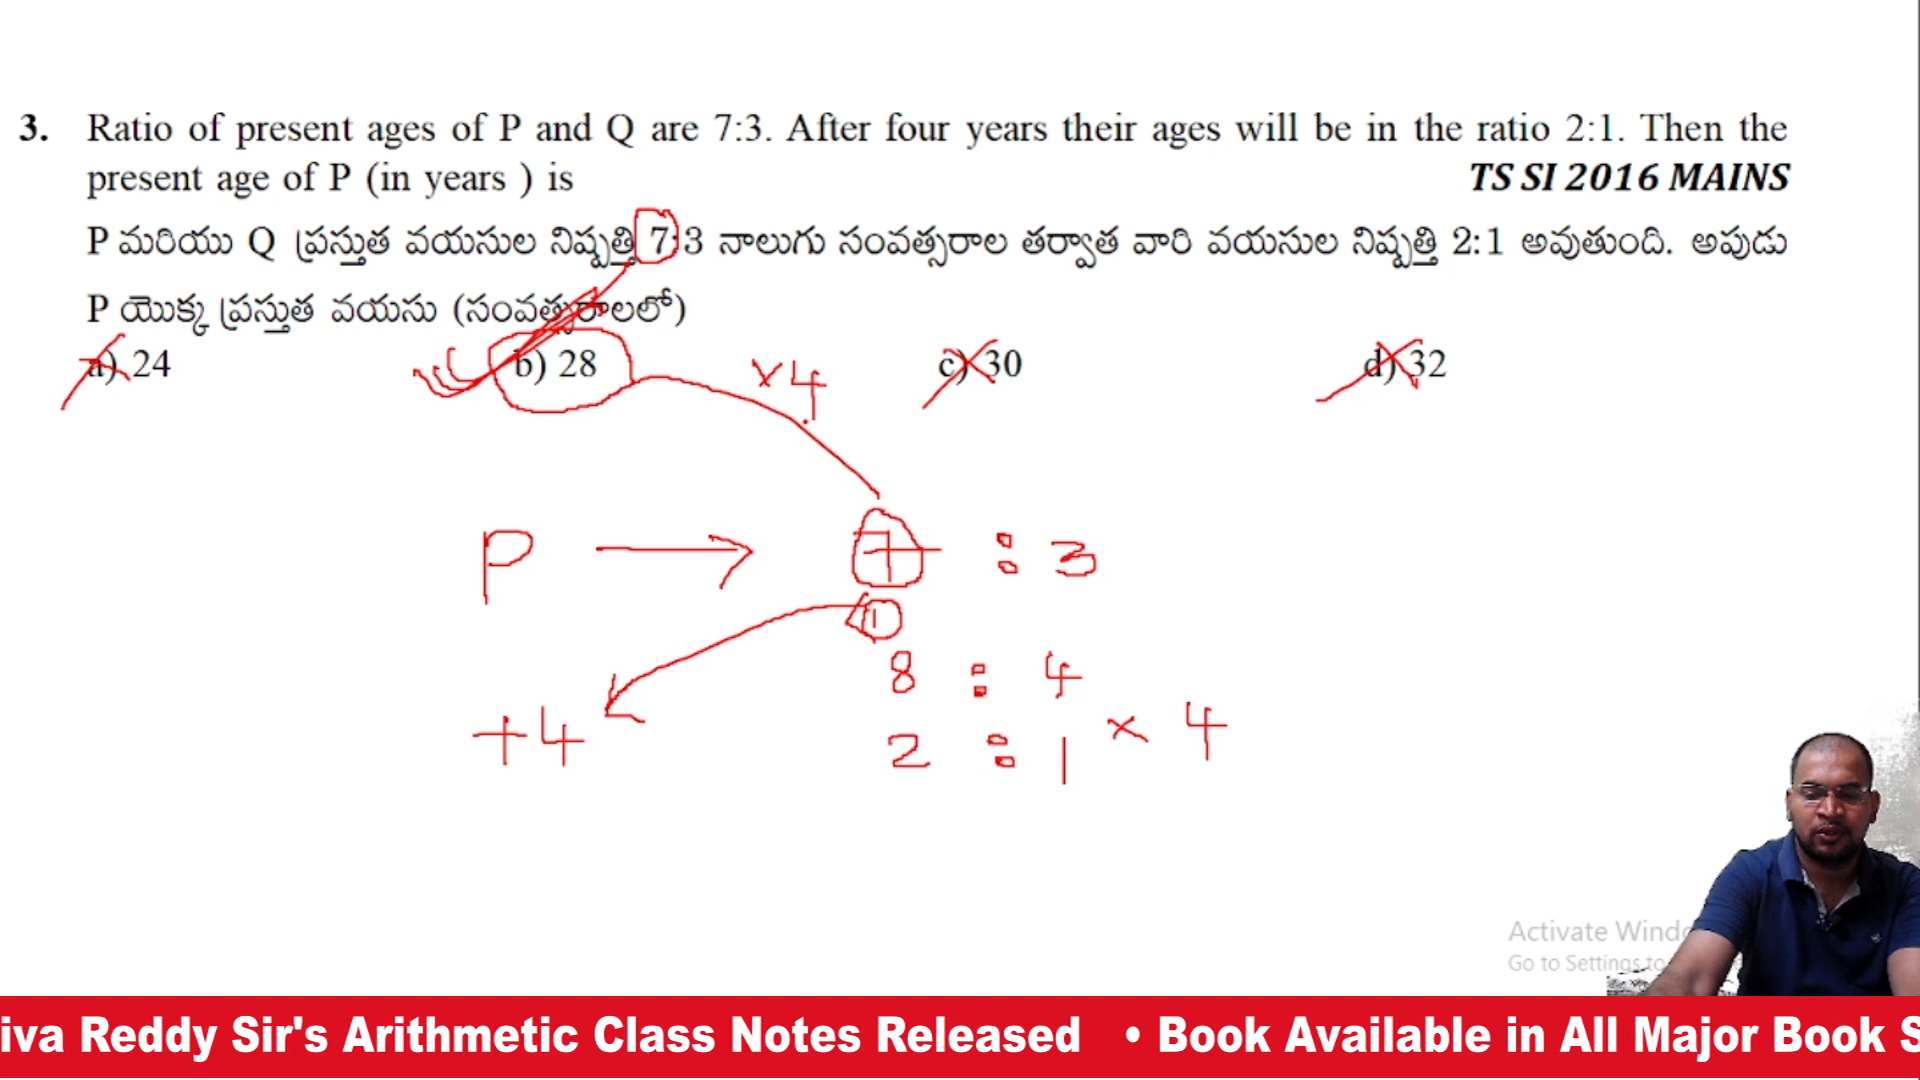 3. Ratio of present ages of P and Q are 7:3. After four years their ages will be in the ratio 2:1. Then the
present age of P (in years ) is TS SI 2016 MAINS
P మరియు Q ప్రస్తుత వయసుల నిష్పత్తి 7:3 నాలుగు సంవత్సరాల తర్వాత వారి వయసుల నిష్పత్తి 2:1 అవుతుంది. అపుడు
P యొక్క ప్రస్తుత వయసు (సంవత్సరాలలో)
a) 24 b) 28 c) 30 d) 32
×4
P → 7 : 3
1
8 : 4
+4 2 : 1 × 4
Activate Wind
Go to Settings to
iva Reddy Sir's Arithmetic Class Notes Released • Book Available in All Major Book S